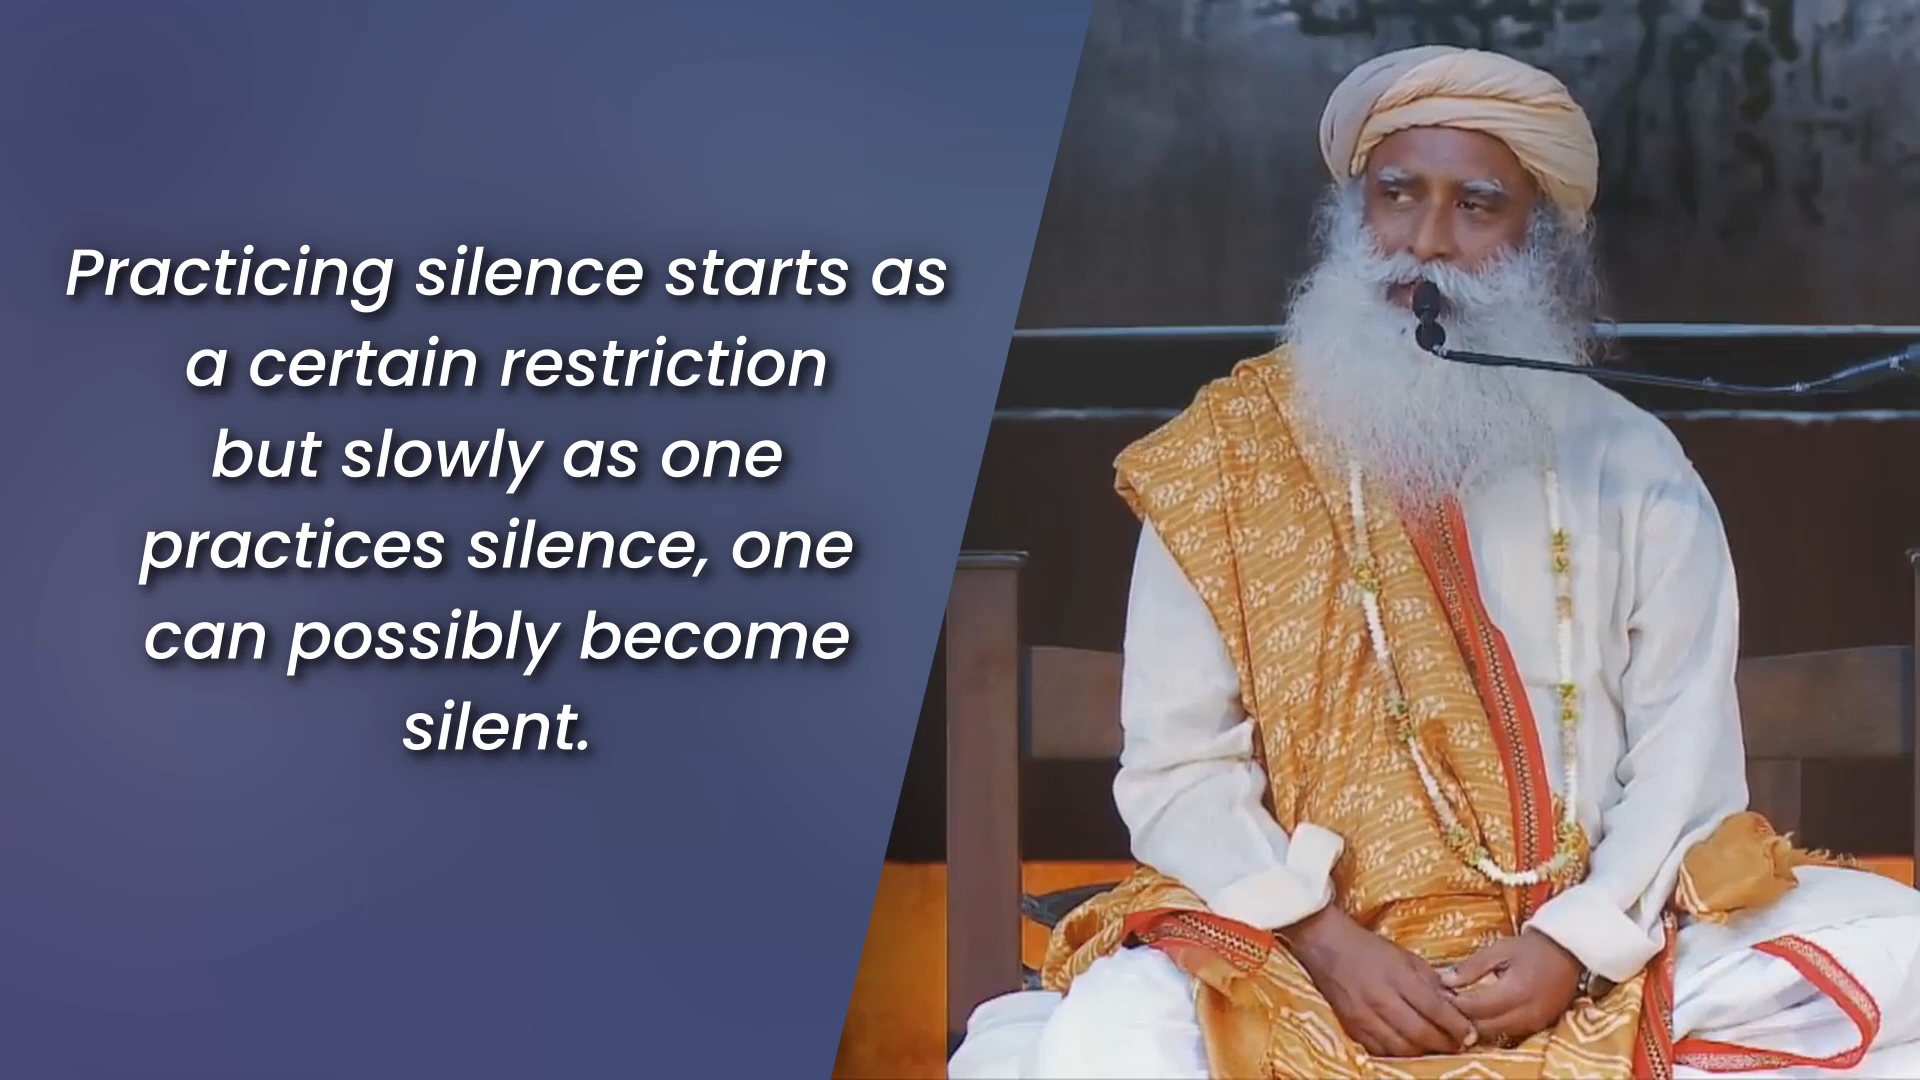 Practicing silence starts as
a certain restriction
but slowly as one
practices silence, one
can possibly become
silent.